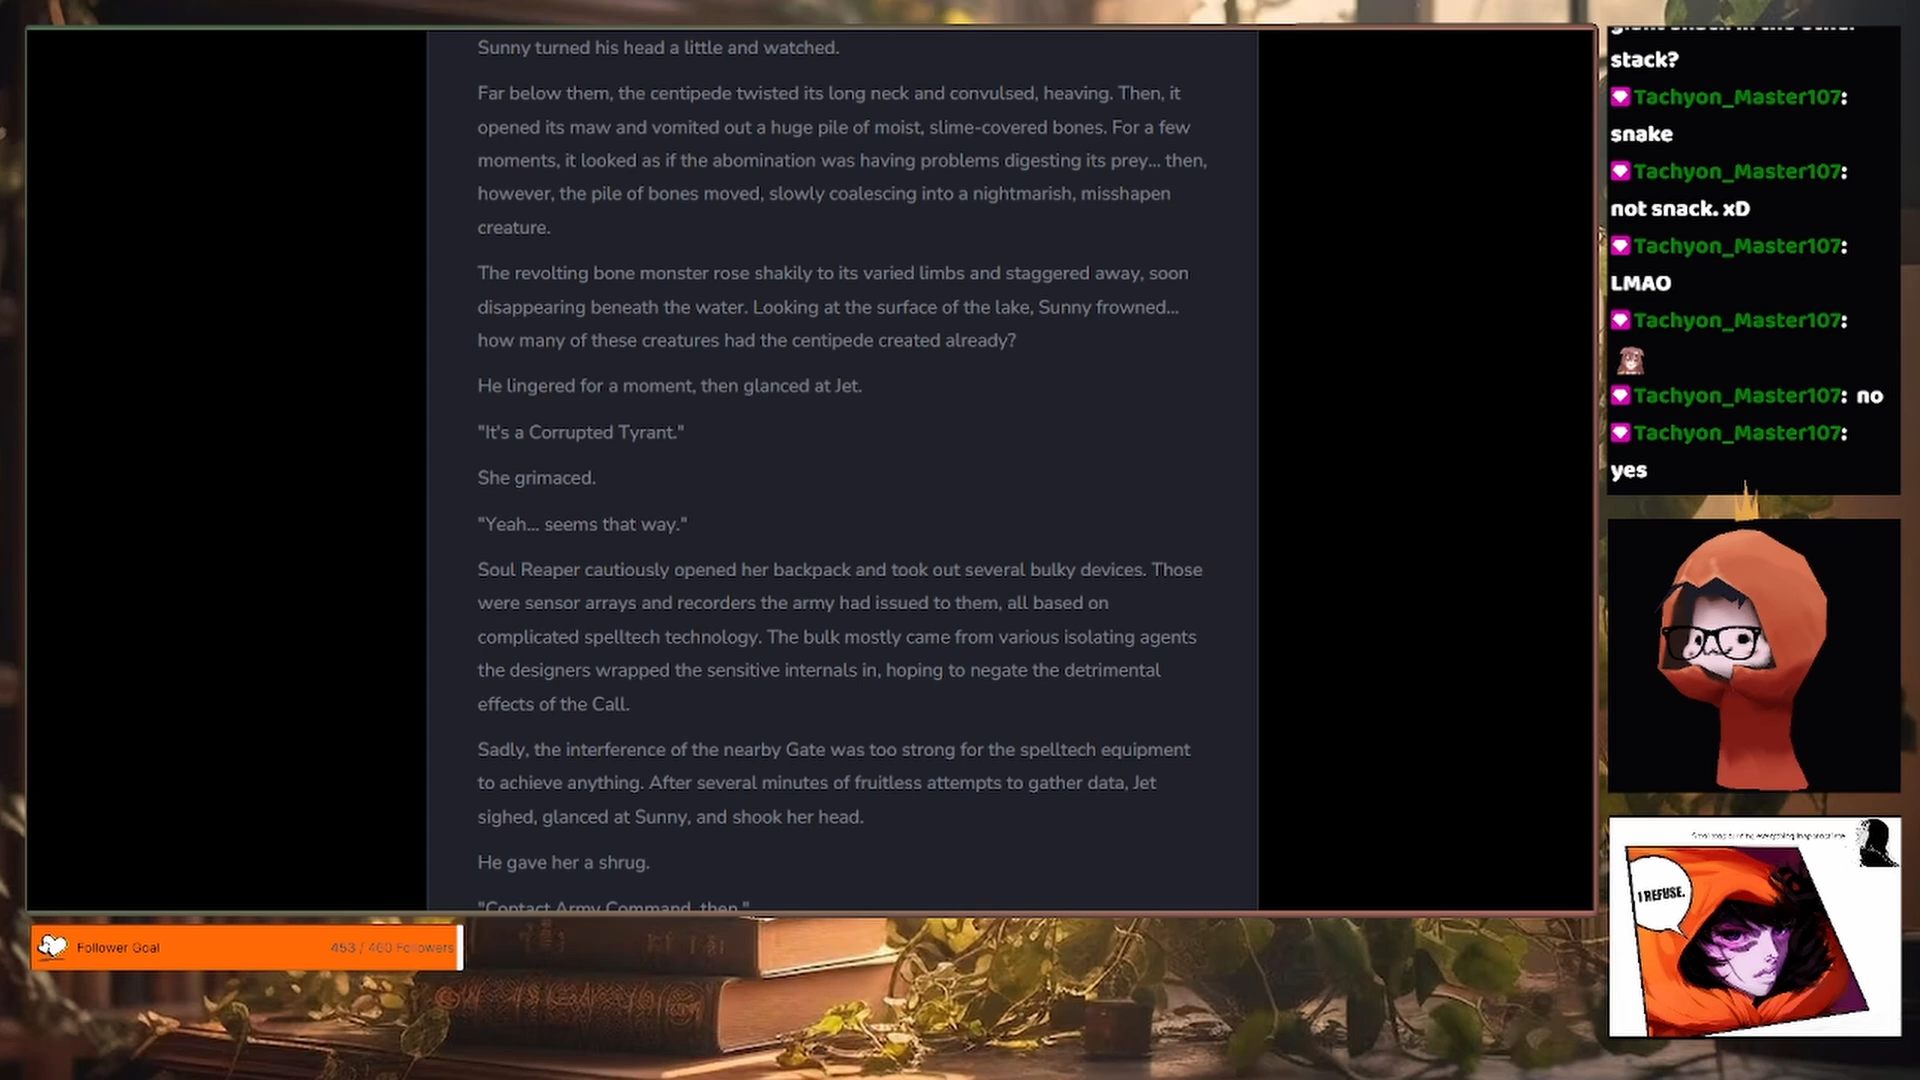 Sunny turned his head a little and watched.
Far below them, the centipede twisted its long neck and convulsed, heaving. Then, it
opened its maw and vomited out a huge pile of moist, slime-covered bones. For a few
moments, it looked as if the abomination was having problems digesting its prey... then,
however, the pile of bones moved, slowly coalescing into a nightmarish, misshapen
creature.
The revolting bone monster rose shakily to its varied limbs and staggered away, soon
disappearing beneath the water. Looking at the surface of the lake, Sunny frowned...
how many of these creatures had the centipede created already?
He lingered for a moment, then glanced at Jet.
"It's a Corrupted Tyrant."
She grimaced.
"Yeah... seems that way."
Soul Reaper cautiously opened her backpack and took out several bulky devices. Those
were sensor arrays and recorders the army had issued to them, all based on
complicated spelltech technology. The bulk mostly came from various isolating agents
the designers wrapped the sensitive internals in, hoping to negate the detrimental
effects of the Call.
Sadly, the interference of the nearby Gate was too strong for the spelltech equipment
to achieve anything. After several minutes of fruitless attempts to gather data, Jet
sighed, glanced at Sunny, and shook her head.
He gave her a shrug.
"Contact Army Command, then."
stack?
Tachyon_Master107:
snake
Tachyon_Master107:
not snack. xD
Tachyon_Master107:
LMAO
Tachyon_Master107:
Tachyon_Master107: no
Tachyon_Master107:
yes
I REFUSE.
Follower Goal 453 / 460 Followers